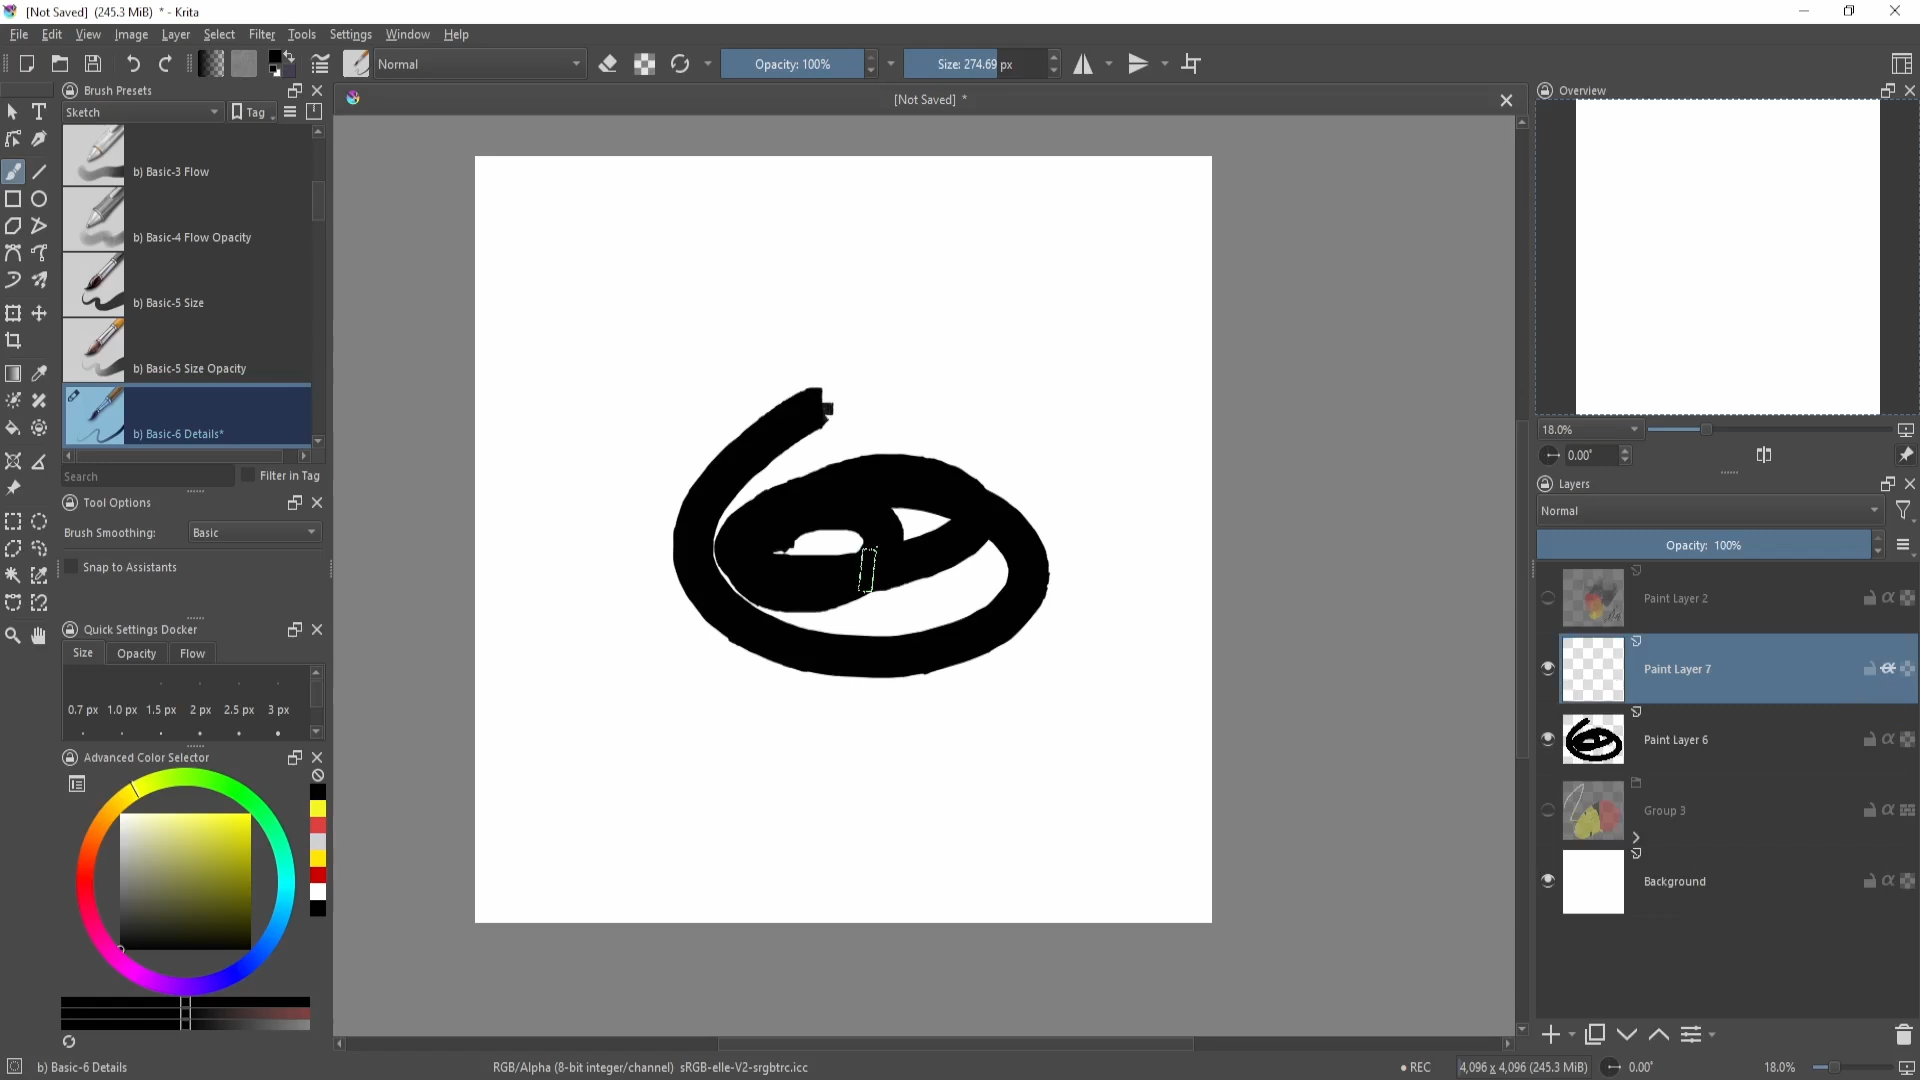 [Not Saved] (245.3 MiB) * - Krita
File Edit View Image Layer Select Filter Tools Settings Window Help
Normal
Opacity: 100%
Size: 274.69 px
Brush Presets
Sketch
Tag
b) Basic-3 Flow
b) Basic-4 Flow Opacity
b) Basic-5 Size
b) Basic-5 Size Opacity
b) Basic-6 Details*
Search
Filter in Tag
Tool Options
Brush Smoothing: Basic
Snap to Assistants
Quick Settings Docker
Size Opacity Flow
0.7 px 1.0 px 1.5 px 2 px 2.5 px 3 px
Advanced Color Selector
[Not Saved] *
Overview
18.0%
0.00°
Layers
Normal
Opacity: 100%
Paint Layer 2
Paint Layer 7
Paint Layer 6
Group 3
Background
b) Basic-6 Details
RGB/Alpha (8-bit integer/channel) sRGB-elle-V2-srgbtrc.icc
REC
4,096 x 4,096 (245.3 MiB)
0.00°
18.0%